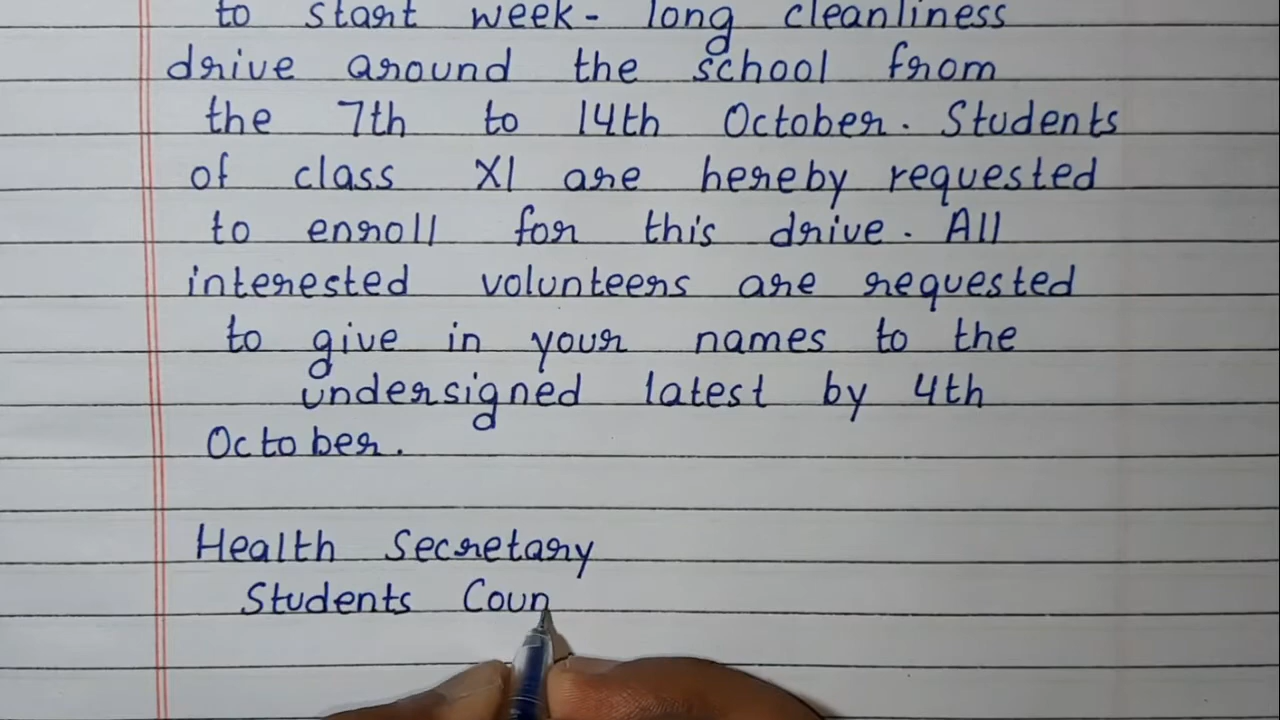 to start week- long cleanliness
drive around the school from
the 7th to 14th October. Students
of class XI are hereby requested
to enroll for this drive. All
interested volunteers are requested
to give in your names to the
undersigned latest by 4th
October.
Health Secretary
Students Coun